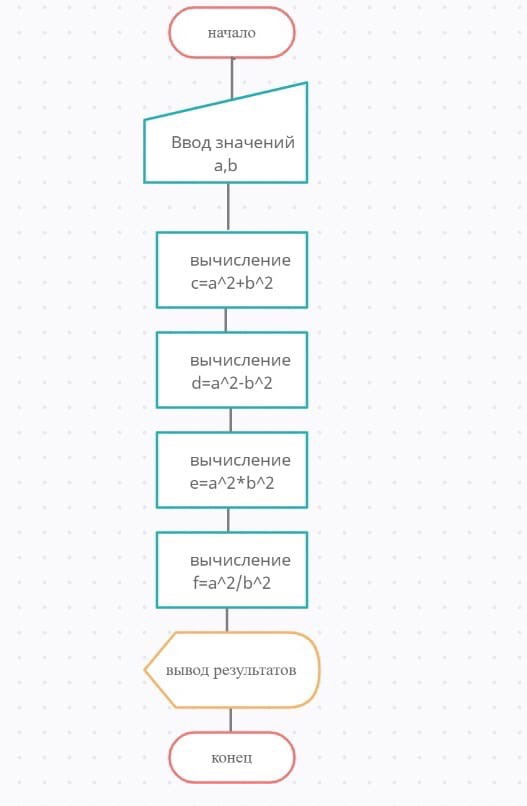 начало
Ввод значений
a,b
вычисление
c=a^2+b^2
вычисление
d=a^2-b^2
вычисление
e=a^2*b^2
вычисление
f=a^2/b^2
вывод результатов
конец